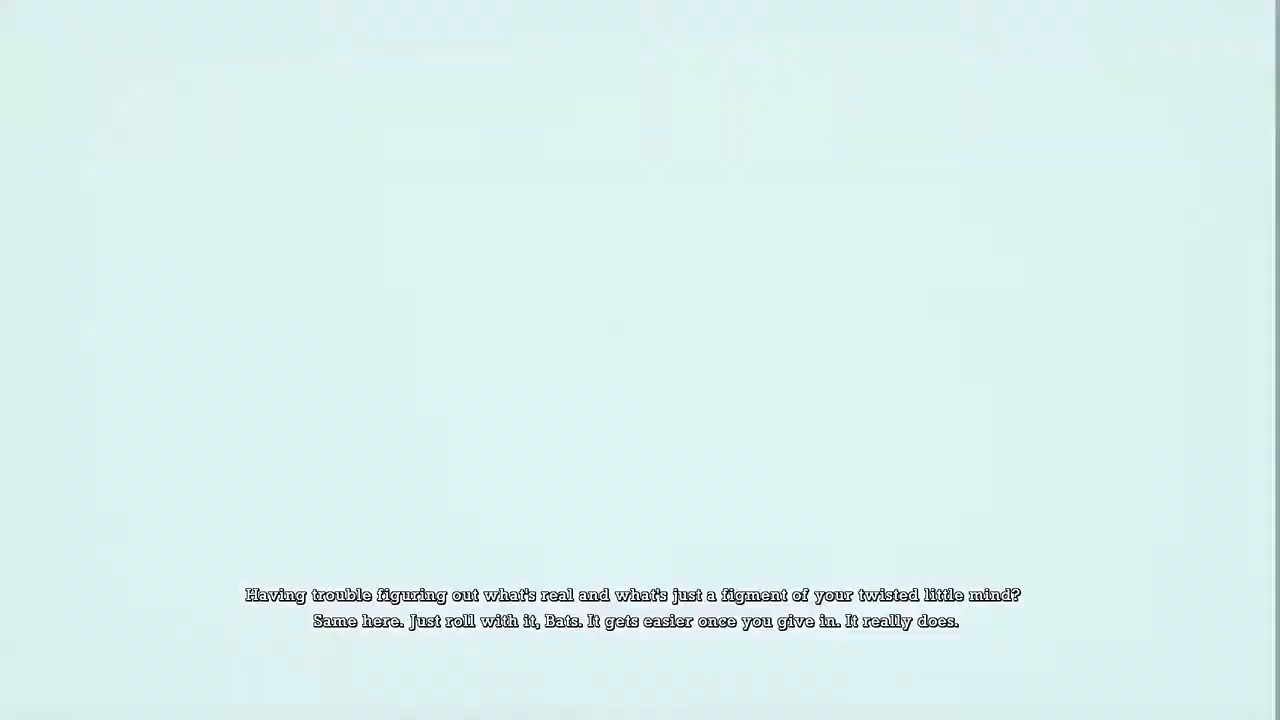 Having trouble figuring out what's real and what's just a figment of your twisted little mind?
Same here. Just roll with it, Bats. It gets easier once you give in. It really does.